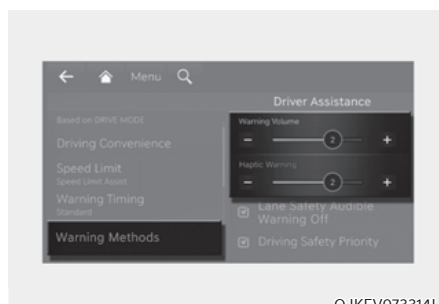 Menu
Driver Assistance
Based on DRIVE MODE
Driving Convenience
Speed Limit
Speed Limit Assist
Warning Timing
Standard
Warning Methods
Warning Volume
- 2 +
Haptic Warning
- 2 +
Lane Safety Audible
Warning Off
Driving Safety Priority